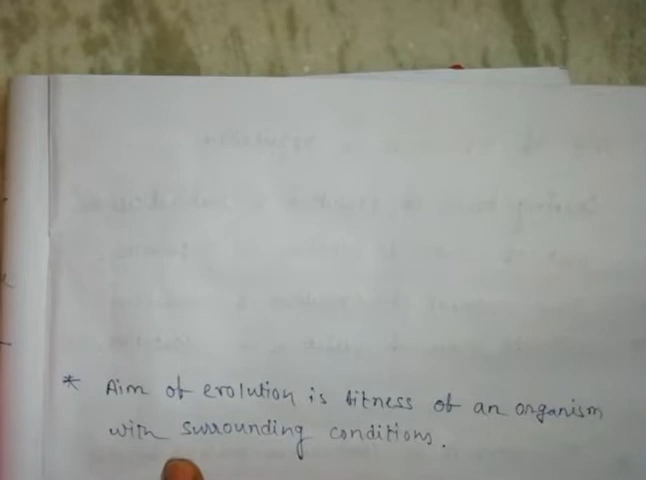 * Aim of evolution is fitness of an organism
with surrounding conditions.